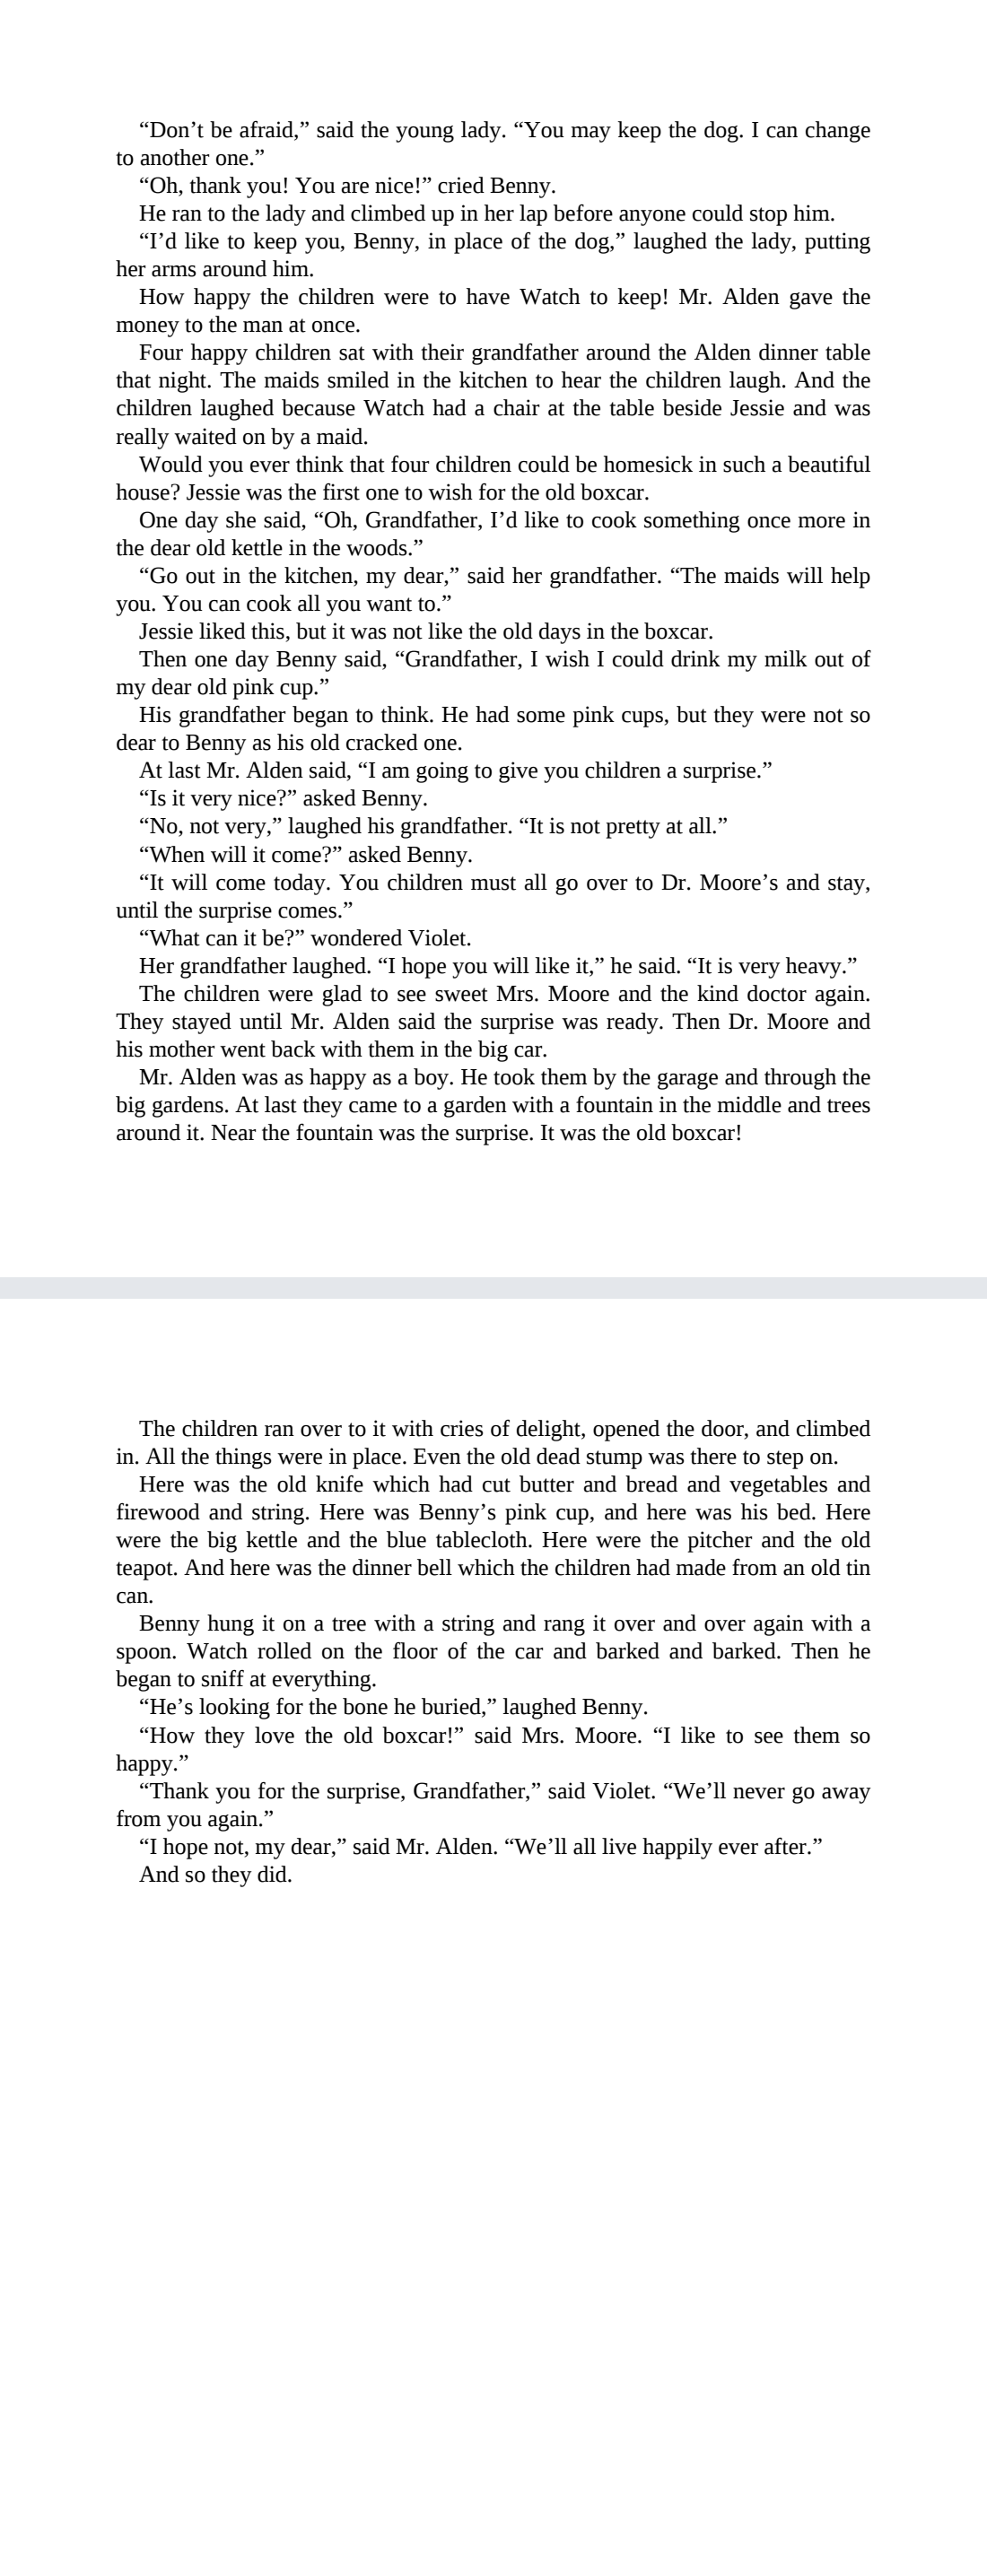 “Don’t be afraid,” said the young lady. “You may keep the dog. I can change
to another one.”
“Oh, thank you! You are nice!” cried Benny.
He ran to the lady and climbed up in her lap before anyone could stop him.
“I’d like to keep you, Benny, in place of the dog,” laughed the lady, putting
her arms around him.
How happy the children were to have Watch to keep! Mr. Alden gave the
money to the man at once.
Four happy children sat with their grandfather around the Alden dinner table
that night. The maids smiled in the kitchen to hear the children laugh. And the
children laughed because Watch had a chair at the table beside Jessie and was
really waited on by a maid.
Would you ever think that four children could be homesick in such a beautiful
house? Jessie was the first one to wish for the old boxcar.
One day she said, “Oh, Grandfather, I’d like to cook something once more in
the dear old kettle in the woods.”
“Go out in the kitchen, my dear,” said her grandfather. “The maids will help
you. You can cook all you want to.”
Jessie liked this, but it was not like the old days in the boxcar.
Then one day Benny said, “Grandfather, I wish I could drink my milk out of
my dear old pink cup.”
His grandfather began to think. He had some pink cups, but they were not so
dear to Benny as his old cracked one.
At last Mr. Alden said, “I am going to give you children a surprise.”
“Is it very nice?” asked Benny.
“No, not very,” laughed his grandfather. “It is not pretty at all.”
“When will it come?” asked Benny.
“It will come today. You children must all go over to Dr. Moore’s and stay,
until the surprise comes.”
“What can it be?” wondered Violet.
Her grandfather laughed. “I hope you will like it,” he said. “It is very heavy.”
The children were glad to see sweet Mrs. Moore and the kind doctor again.
They stayed until Mr. Alden said the surprise was ready. Then Dr. Moore and
his mother went back with them in the big car.
Mr. Alden was as happy as a boy. He took them by the garage and through the
big gardens. At last they came to a garden with a fountain in the middle and trees
around it. Near the fountain was the surprise. It was the old boxcar!
The children ran over to it with cries of delight, opened the door, and climbed
in. All the things were in place. Even the old dead stump was there to step on.
Here was the old knife which had cut butter and bread and vegetables and
firewood and string. Here was Benny’s pink cup, and here was his bed. Here
were the big kettle and the blue tablecloth. Here were the pitcher and the old
teapot. And here was the dinner bell which the children had made from an old tin
can.
Benny hung it on a tree with a string and rang it over and over again with a
spoon. Watch rolled on the floor of the car and barked and barked. Then he
began to sniff at everything.
“He’s looking for the bone he buried,” laughed Benny.
“How they love the old boxcar!” said Mrs. Moore. “I like to see them so
happy.”
“Thank you for the surprise, Grandfather,” said Violet. “We’ll never go away
from you again.”
“I hope not, my dear,” said Mr. Alden. “We’ll all live happily ever after.”
And so they did.